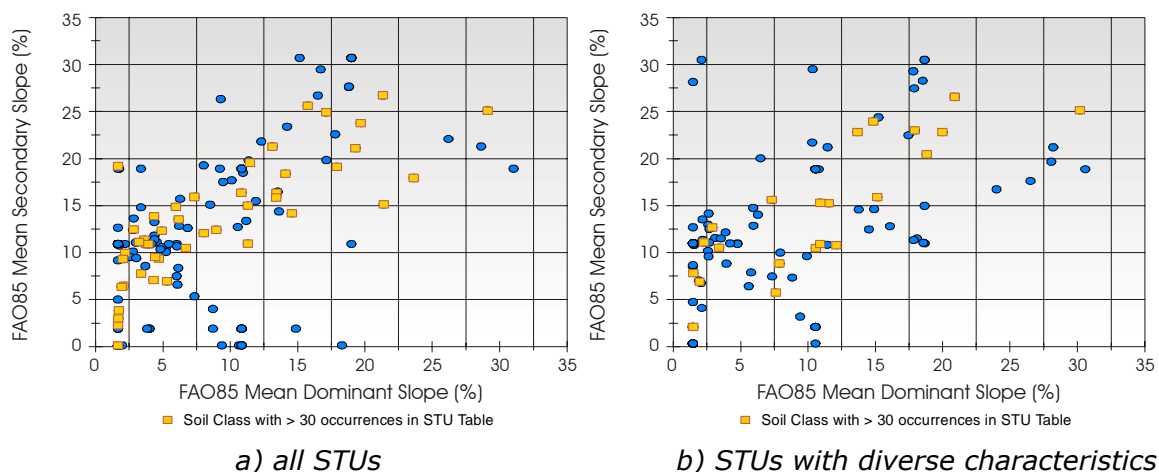 FAO85 Mean Secondary Slope (%)
35
30
25
20
15
10
5
0
0 5 10 15 20 25 30 35
FAO85 Mean Dominant Slope (%)
Soil Class with > 30 occurrences in STU Table
a) all STUs
FAO85 Mean Secondary Slope (%)
35
30
25
20
15
10
5
0
0 5 10 15 20 25 30 35
FAO85 Mean Dominant Slope (%)
Soil Class with > 30 occurrences in STU Table
b) STUs with diverse characteristics